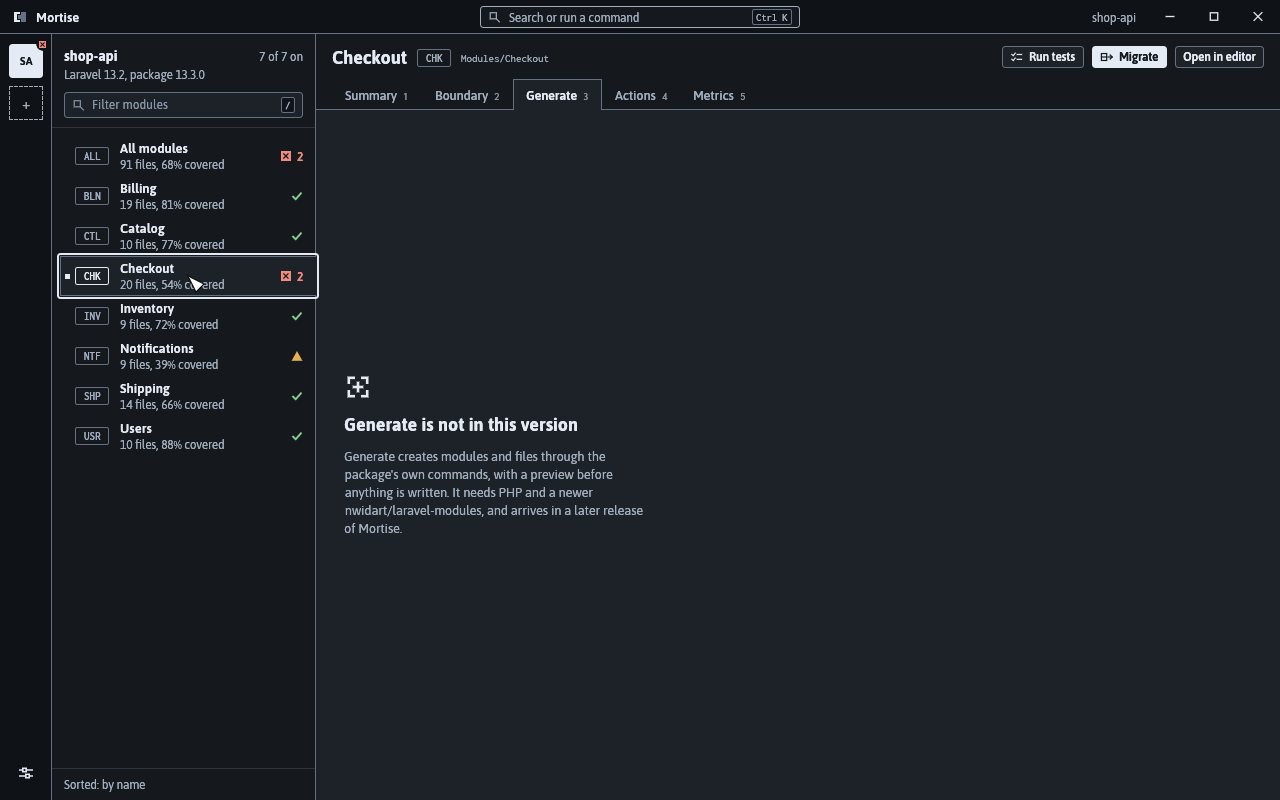 Mortise
Search or run a command
Ctrl K
shop-api
SA
+
shop-api
7 of 7 on
Laravel 13.2, package 13.3.0
Filter modules
/
ALL
All modules
91 files, 68% covered
2
BLN
Billing
19 files, 81% covered
CTL
Catalog
10 files, 77% covered
CHK
Checkout
20 files, 54% covered
2
INV
Inventory
9 files, 72% covered
NTF
Notifications
9 files, 39% covered
SHP
Shipping
14 files, 66% covered
USR
Users
10 files, 88% covered
Sorted: by name
Checkout
CHK
Modules/Checkout
Run tests
Migrate
Open in editor
Summary 1
Boundary 2
Generate 3
Actions 4
Metrics 5
Generate is not in this version
Generate creates modules and files through the
package's own commands, with a preview before
anything is written. It needs PHP and a newer
nwidart/laravel-modules, and arrives in a later release
of Mortise.